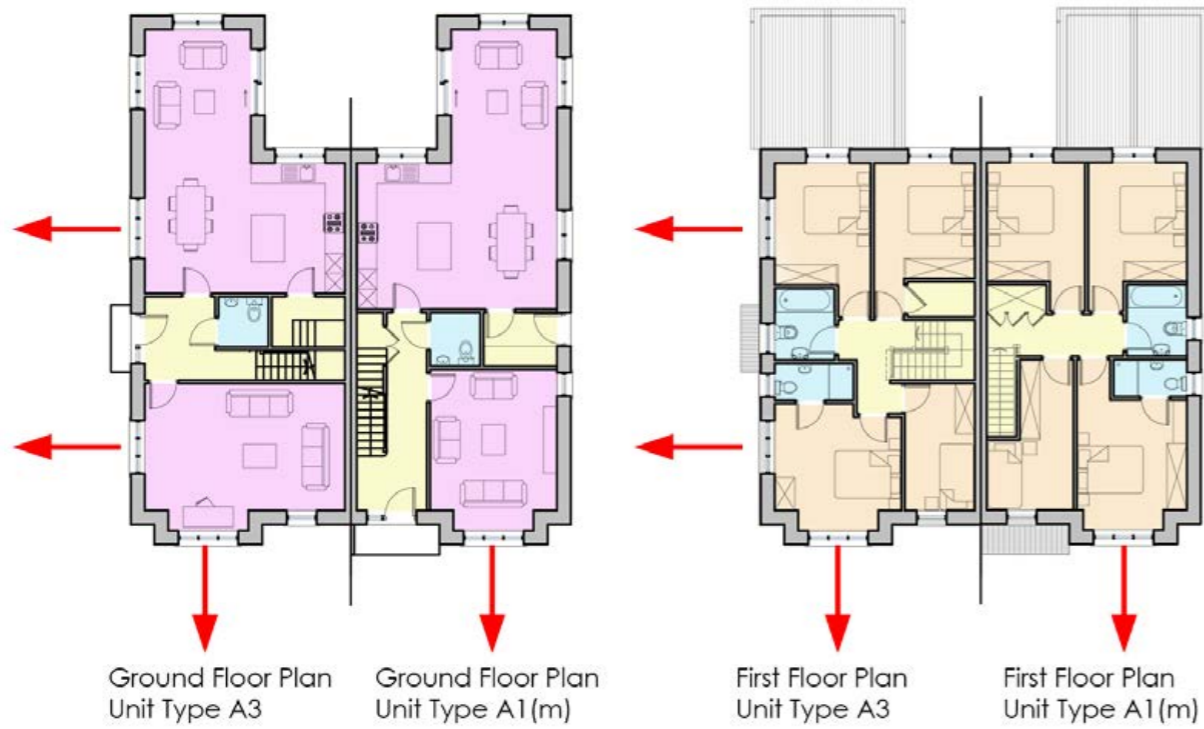 Ground Floor Plan
Unit Type A3
Ground Floor Plan
Unit Type A1(m)
First Floor Plan
Unit Type A3
First Floor Plan
Unit Type A1(m)